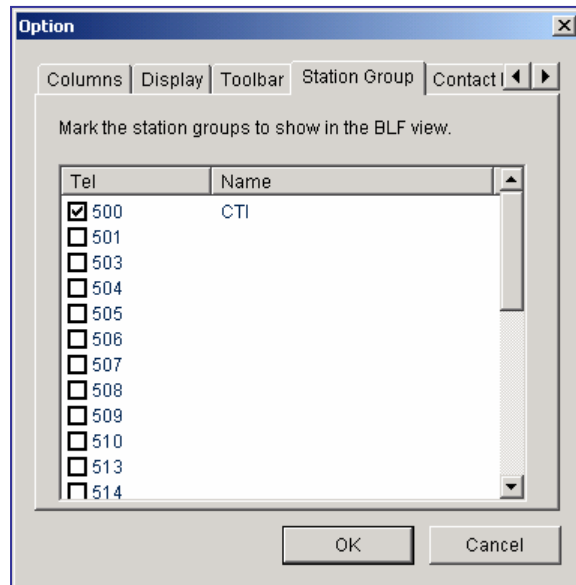 Option
Columns Display Toolbar Station Group Contact
Mark the station groups to show in the BLF view.
Tel Name
500 CTI
501
503
504
505
506
507
508
509
510
513
514
OK Cancel